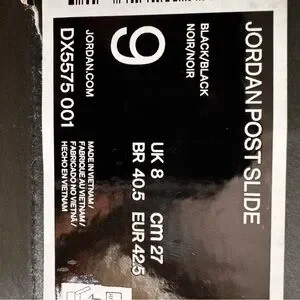 JORDAN POST SLIDE
BLACK/BLACK
NOIR/NOIR
9
UK 8 cm 27
BR 40.5 EUR 42.5
JORDAN.COM
DX5575 001
MADE IN VIETNAM /
FABRIQUE AU VIETNAM /
FABRICADO NO VIETNÃ /
HECHO EN VIETNAM